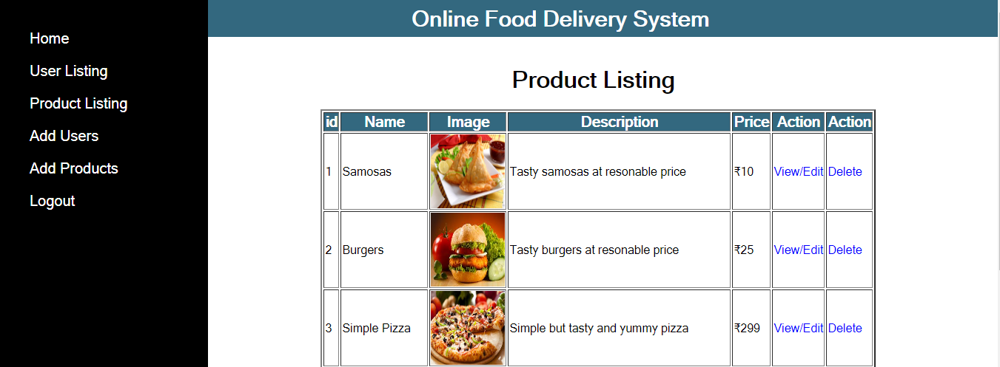 Online Food Delivery System
Home
User Listing
Product Listing
Add Users
Add Products
Logout
Product Listing
id Name Image Description Price Action Action
1 Samosas Tasty samosas at resonable price ₹10 View/Edit Delete
2 Burgers Tasty burgers at resonable price ₹25 View/Edit Delete
3 Simple Pizza Simple but tasty and yummy pizza ₹299 View/Edit Delete